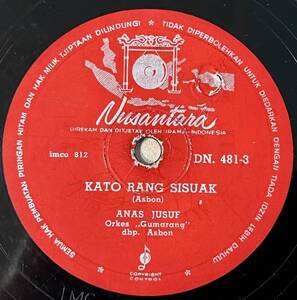 SEMUA HAK PEMBUATAN PIRINGAN HITAM DAN HAK MILIK TJIPTAAN DILINDUNGI * TIDAK DIPERBOLEHKAN UNTUK DISEDARKAN DENGAN TIADA IDZIN LEBIH DAHULU
Nusantara
DIREKAM DAN DITJETAK OLEH IRAMA - INDONESIA
imco 812
DN. 481-3
KATO RANG SISUAK
(Asbon)
ANAS JUSUF
Orkes „Gumarang"
dbp. Asbon
COPYRIGHT
CONTROL